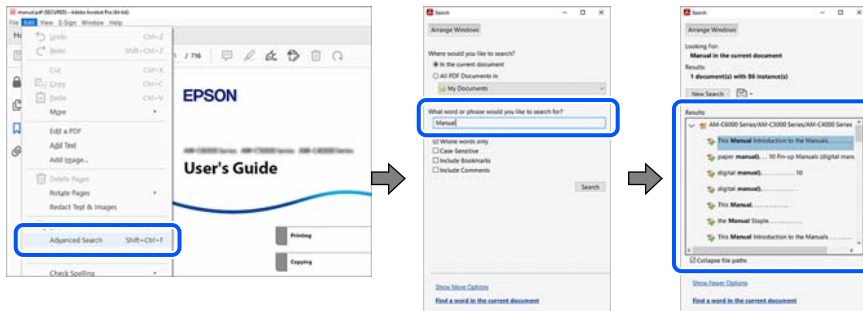 manual.pdf (SECURED) - Adobe Acrobat Pro (64-bit)
File Edit View E-Sign Window Help
Undo Ctrl+Z
Redo Shift+Ctrl+Z
Cut Ctrl+X
Copy Ctrl+C
Paste Ctrl+V
More
Edit a PDF
Add Text
Add Image...
Delete Pages
Rotate Pages
Redact Text & Images
Advanced Search Shift+Ctrl+F
Check Spelling
/ 716
EPSON
User's Guide
Printing
Copying
Search
Arrange Windows
Where would you like to search?
In the current document
All PDF Documents in
My Documents
What word or phrase would you like to search for?
Manual
Whole words only
Case-Sensitive
Include Bookmarks
Include Comments
Search
Show More Options
Find a word in the current document
Search
Arrange Windows
Looking For:
Manual in the current document
Results:
1 document(s) with 86 instance(s)
New Search
Results:
AM-C6000 Series/AM-C5000 Series/AM-C4000 Series
This Manual Introduction to the Manuals. . . . . . .
paper manual). . . 10 Pin-up Manuals (digital manu
digital manual). . . . . . . . . . . . 10
digital manual). . . . . . . . . . . .
This Manual. . . . . . . . . . . .
the Manual Staple. . . . . . . . . . .
This Manual Introduction to the Manuals . . . . . . .
Collapse file paths
Show Fewer Options
Find a word in the current document